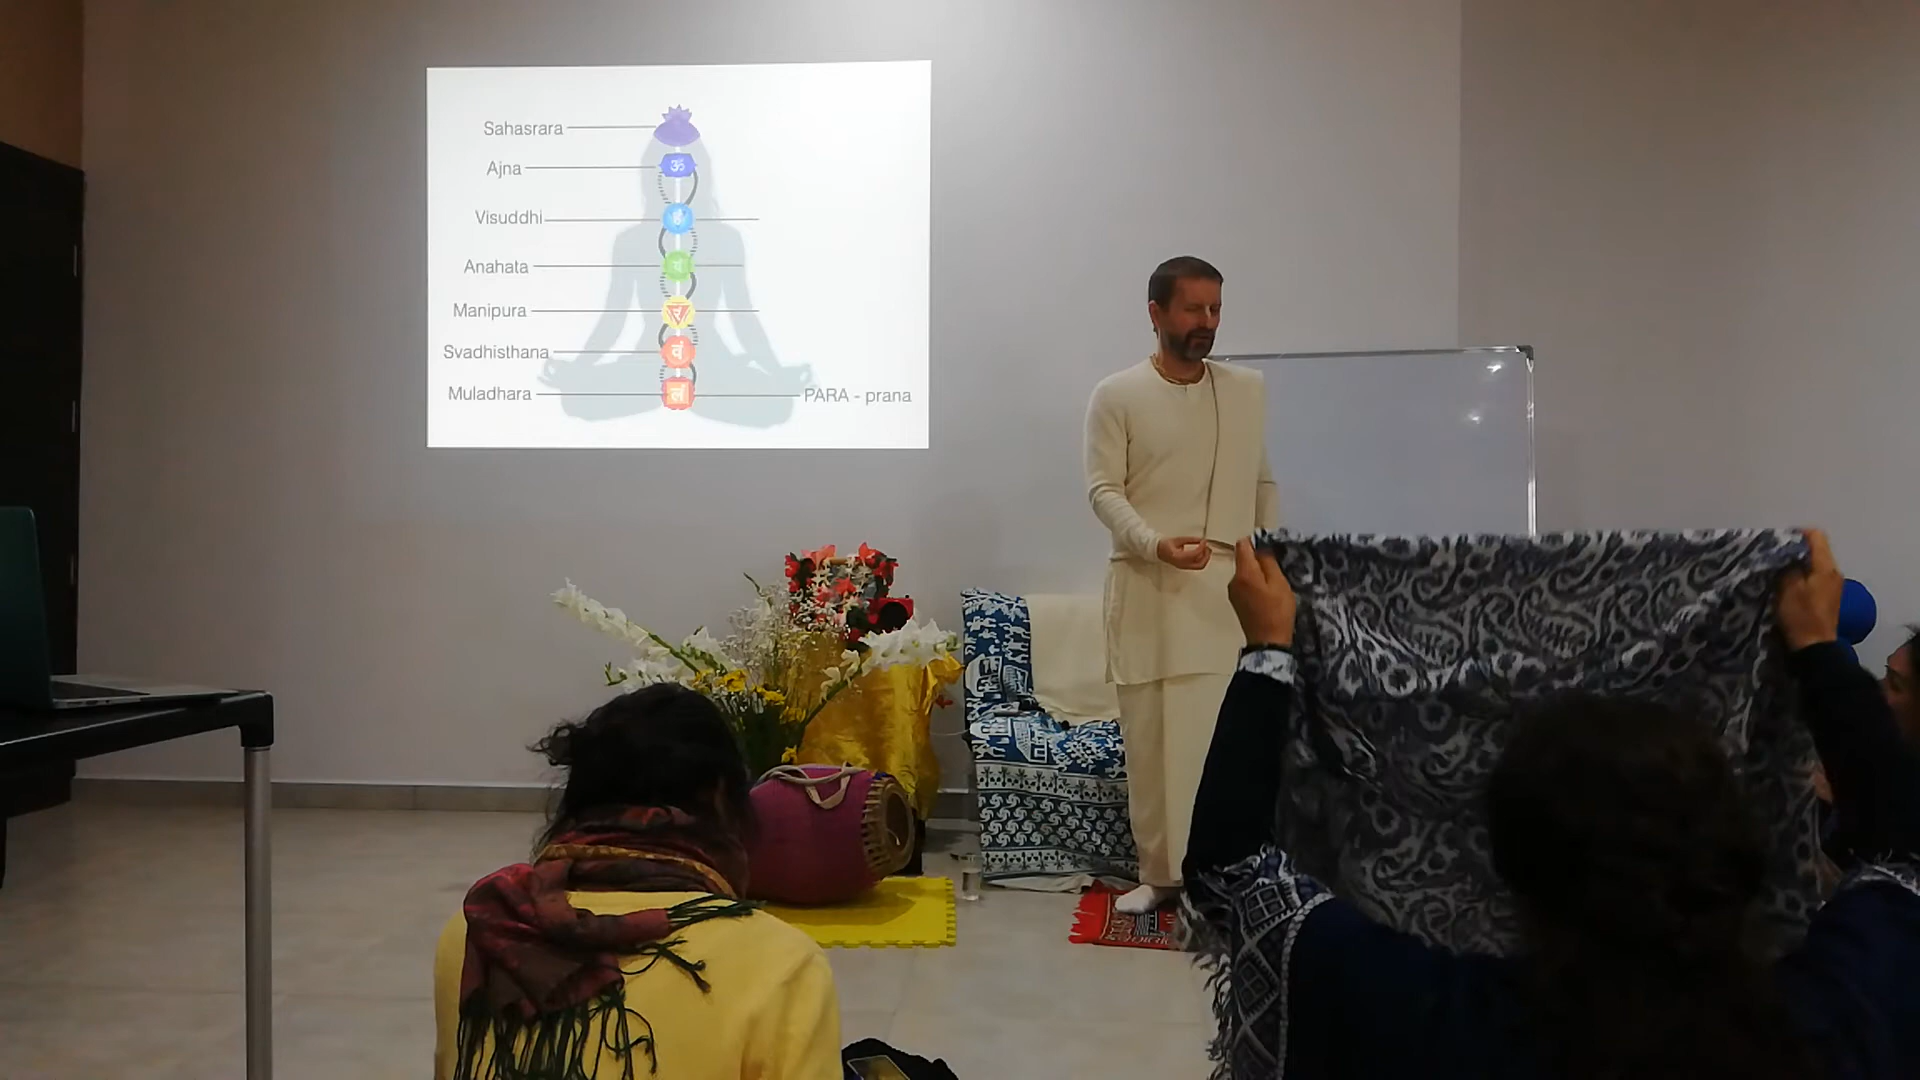 Sahasrara
Ajna
ॐ
Visuddhi
हं
Anahata
यं
Manipura
रं
Svadhisthana
वं
Muladhara
लं
PARA - prana